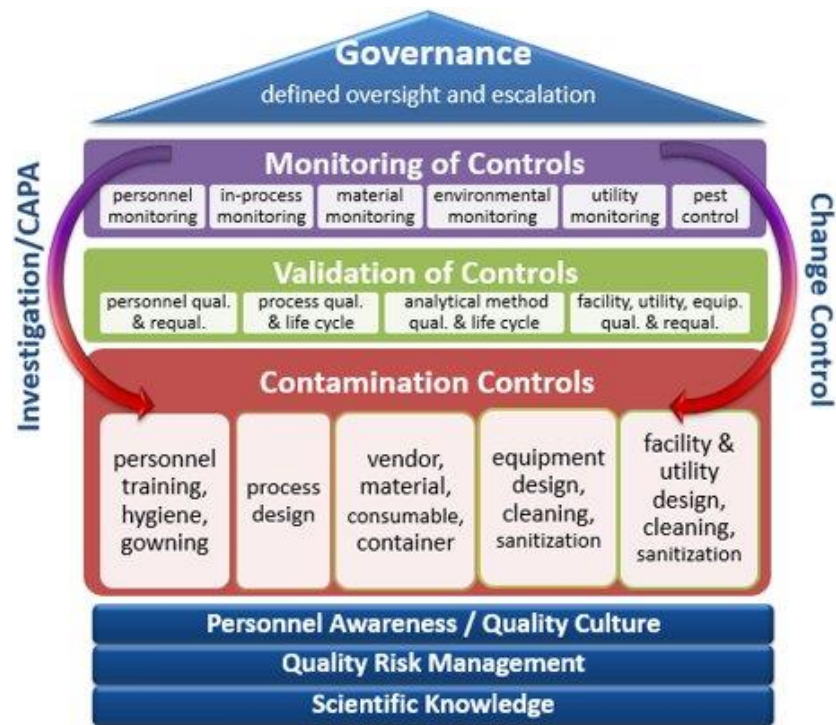 Governance
defined oversight and escalation
Investigation/CAPA
Change Control
Monitoring of Controls
personnel
monitoring
in-process
monitoring
material
monitoring
environmental
monitoring
utility
monitoring
pest
control
Validation of Controls
personnel qual.
& requal.
process qual.
& life cycle
analytical method
qual. & life cycle
facility, utility, equip.
qual. & requal.
Contamination Controls
personnel
training,
hygiene,
gowning
process
design
vendor,
material,
consumable,
container
equipment
design,
cleaning,
sanitization
facility &
utility
design,
cleaning,
sanitization
Personnel Awareness / Quality Culture
Quality Risk Management
Scientific Knowledge